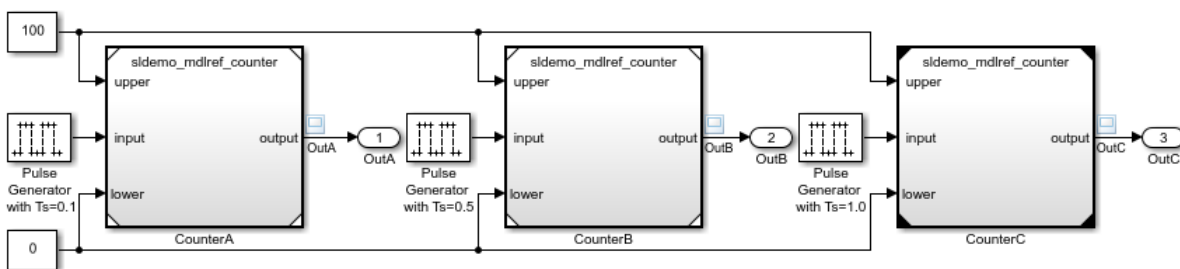 100
sldemo_mdlref_counter
upper
input
output
lower
CounterA
Pulse
Generator
with Ts=0.1
OutA
1
OutA
sldemo_mdlref_counter
upper
input
output
lower
CounterB
Pulse
Generator
with Ts=0.5
OutB
2
OutB
sldemo_mdlref_counter
upper
input
output
lower
CounterC
Pulse
Generator
with Ts=1.0
OutC
3
OutC
0